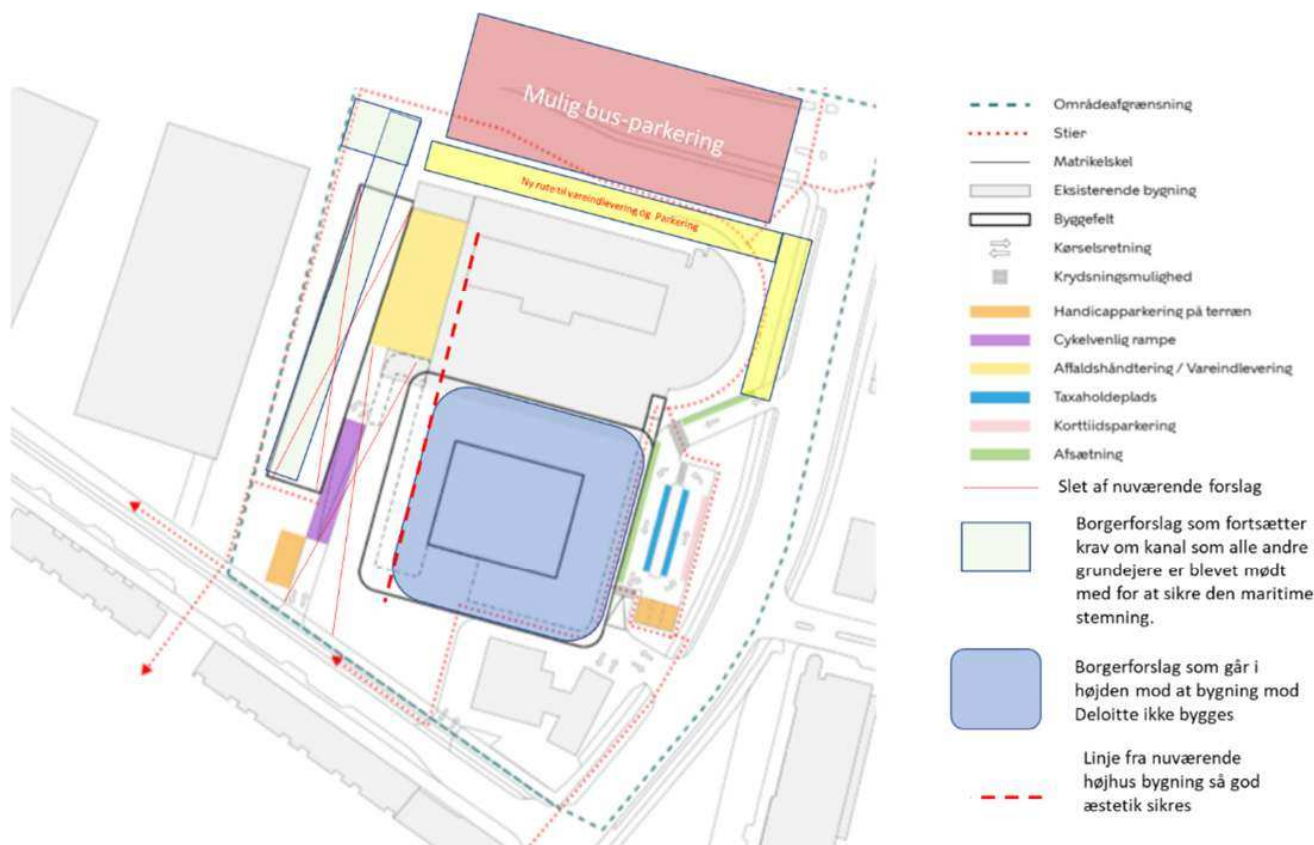 Mulig bus-parkering
Ny rute til vareindlevering og Parkering
Områdeafgrænsning
Stier
Matrikelskel
Eksisterende bygning
Byggefelt
Kørselsretning
Krydsningsmulighed
Handicapparkering på terræn
Cykelvenlig rampe
Affaldshåndtering / Vareindlevering
Taxaholdeplads
Korttiidsparkering
Afsætning
Slet af nuværende forslag
Borgerforslag som fortsætter
krav om kanal som alle andre
grundejere er blevet mødt
med for at sikre den maritime
stemning.
Borgerforslag som går i
højden mod at bygning mod
Deloitte ikke bygges
Linje fra nuværende
højhus bygning så god
æstetik sikres